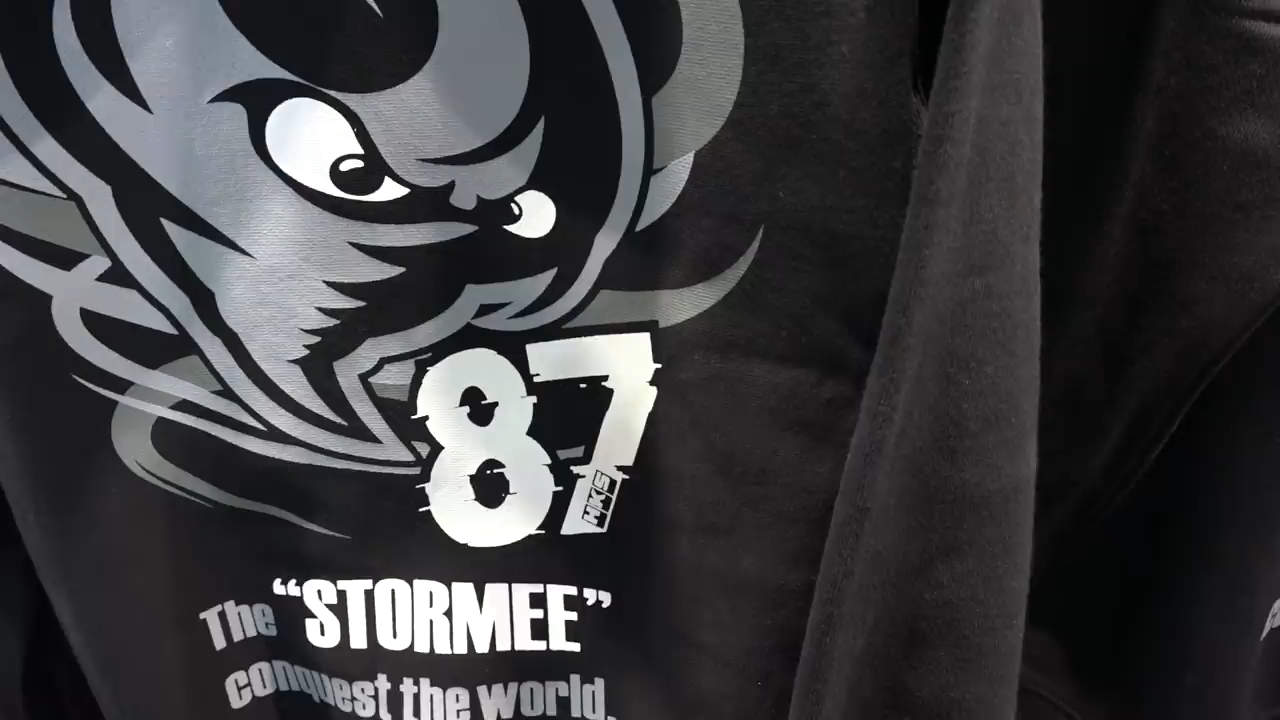 87
HKS
The “STORMEE”
conquest the world.